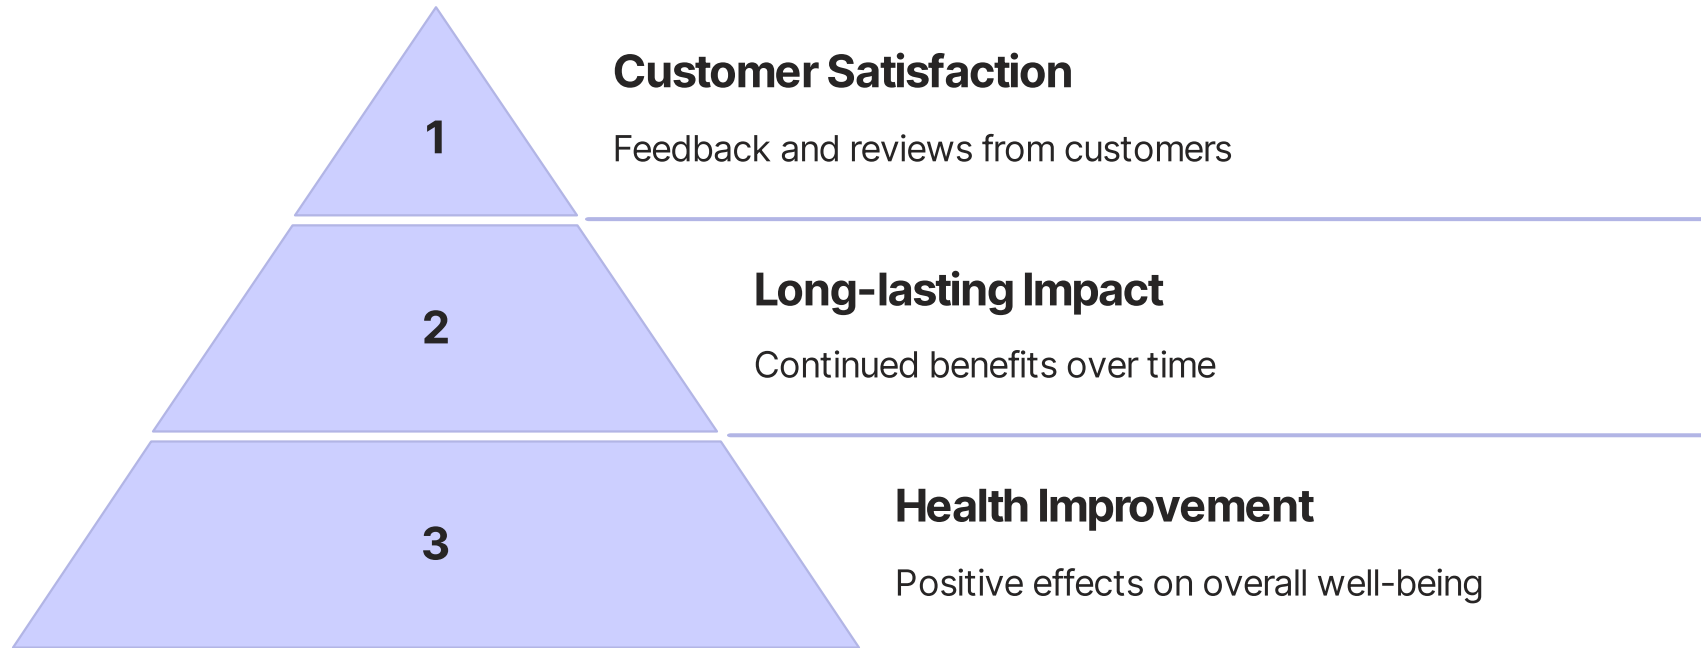 1
Customer Satisfaction
Feedback and reviews from customers
2
Long-lasting Impact
Continued benefits over time
3
Health Improvement
Positive effects on overall well-being